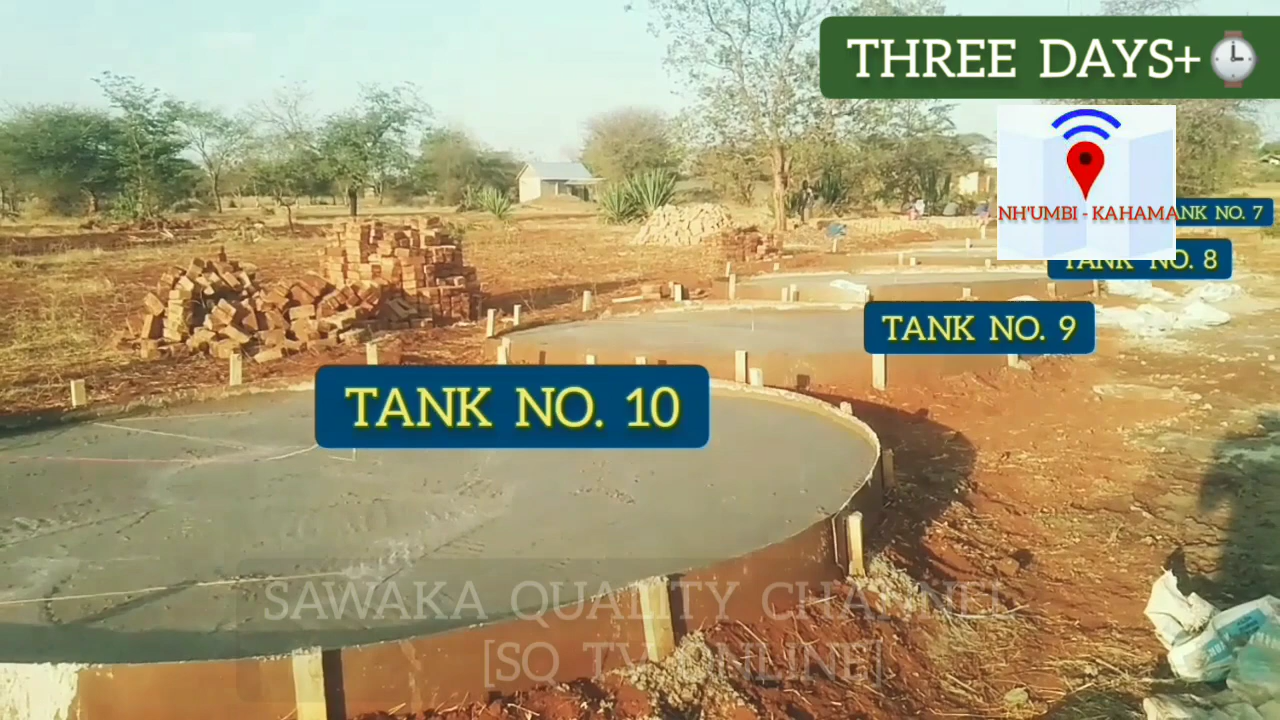 THREE DAYS+
NH'UMBI - KAHAMA
NK NO. 7
TANK NO. 8
TANK NO. 9
TANK NO. 10
SAWAKA QUALITY CHANNEL
[SQ TV ONLINE]